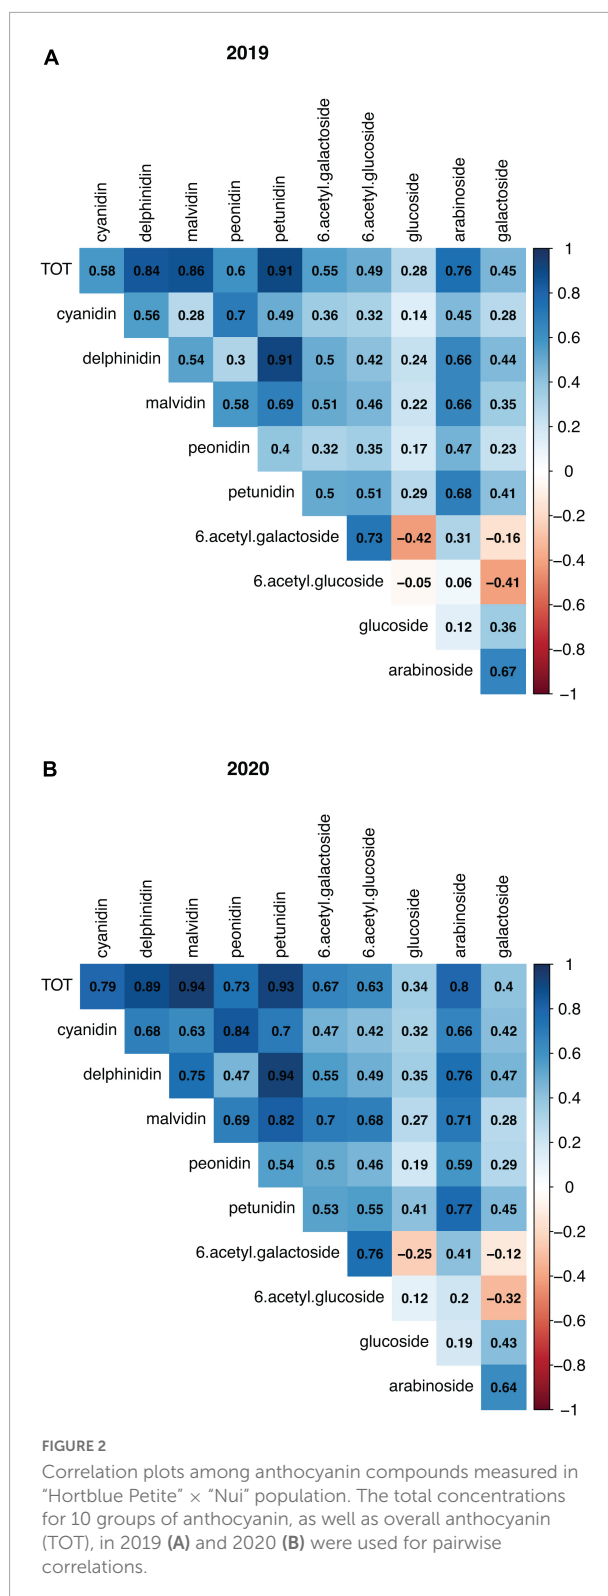 A
2019
cyanidin delphinidin malvidin peonidin petunidin 6.acetyl.galactoside 6.acetyl.glucoside glucoside arabinoside galactoside
TOT 0.58 0.84 0.86 0.6 0.91 0.55 0.49 0.28 0.76 0.45
cyanidin 0.56 0.28 0.7 0.49 0.36 0.32 0.14 0.45 0.28
delphinidin 0.54 0.3 0.91 0.5 0.42 0.24 0.66 0.44
malvidin 0.58 0.69 0.51 0.46 0.22 0.66 0.35
peonidin 0.4 0.32 0.35 0.17 0.47 0.23
petunidin 0.5 0.51 0.29 0.68 0.41
6.acetyl.galactoside 0.73 −0.42 0.31 −0.16
6.acetyl.glucoside −0.05 0.06 −0.41
glucoside 0.12 0.36
arabinoside 0.67
1
0.8
0.6
0.4
0.2
0
−0.2
−0.4
−0.6
−0.8
−1
B
2020
cyanidin delphinidin malvidin peonidin petunidin 6.acetyl.galactoside 6.acetyl.glucoside glucoside arabinoside galactoside
TOT 0.79 0.89 0.94 0.73 0.93 0.67 0.63 0.34 0.8 0.4
cyanidin 0.68 0.63 0.84 0.7 0.47 0.42 0.32 0.66 0.42
delphinidin 0.75 0.47 0.94 0.55 0.49 0.35 0.76 0.47
malvidin 0.69 0.82 0.7 0.68 0.27 0.71 0.28
peonidin 0.54 0.5 0.46 0.19 0.59 0.29
petunidin 0.53 0.55 0.41 0.77 0.45
6.acetyl.galactoside 0.76 −0.25 0.41 −0.12
6.acetyl.glucoside 0.12 0.2 −0.32
glucoside 0.19 0.43
arabinoside 0.64
1
0.8
0.6
0.4
0.2
0
−0.2
−0.4
−0.6
−0.8
−1
FIGURE 2
Correlation plots among anthocyanin compounds measured in
“Hortblue Petite” × “Nui” population. The total concentrations
for 10 groups of anthocyanin, as well as overall anthocyanin
(TOT), in 2019 (A) and 2020 (B) were used for pairwise
correlations.